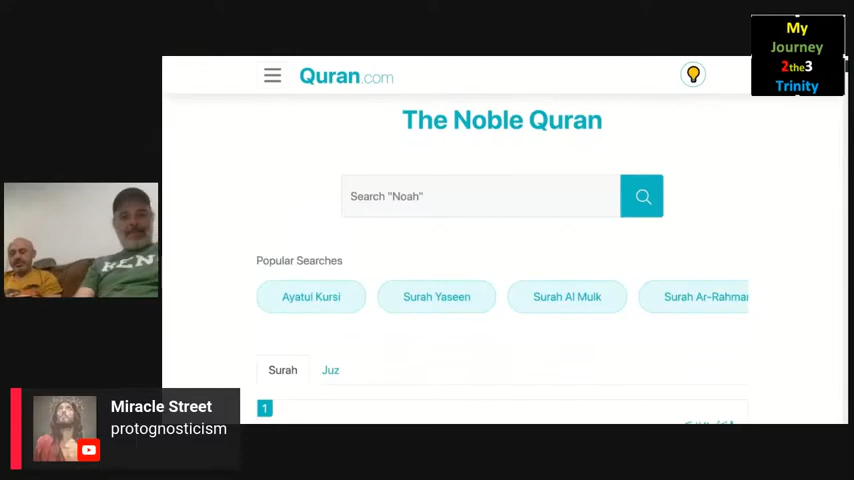 My
Journey
2the3
Trinity
Quran.com
The Noble Quran
Search "Noah"
Popular Searches
Ayatul Kursi
Surah Yaseen
Surah Al Mulk
Surah Ar-Rahman
Surah
Juz
1
Miracle Street
protognosticism